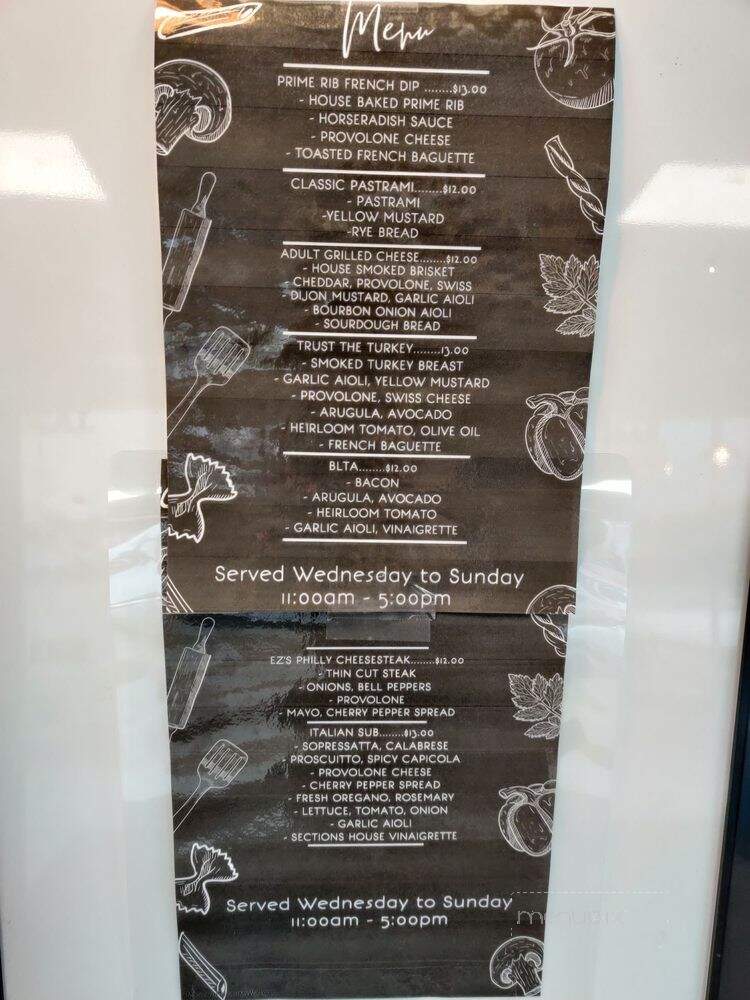 Menu
PRIME RIB FRENCH DIP ........$13.00
- HOUSE BAKED PRIME RIB
- HORSERADISH SAUCE
- PROVOLONE CHEESE
- TOASTED FRENCH BAGUETTE
CLASSIC PASTRAMI........$12.00
- PASTRAMI
-YELLOW MUSTARD
-RYE BREAD
ADULT GRILLED CHEESE........$12.00
- HOUSE SMOKED BRISKET
CHEDDAR, PROVOLONE, SWISS
- DIJON MUSTARD, GARLIC AIOLI
- BOURBON ONION AIOLI
- SOURDOUGH BREAD
TRUST THE TURKEY........13.00
- SMOKED TURKEY BREAST
- GARLIC AIOLI, YELLOW MUSTARD
- PROVOLONE, SWISS CHEESE
- ARUGULA, AVOCADO
- HEIRLOOM TOMATO, OLIVE OIL
- FRENCH BAGUETTE
BLTA........$12.00
- BACON
- ARUGULA, AVOCADO
- HEIRLOOM TOMATO
- GARLIC AIOLI, VINAIGRETTE
Served Wednesday to Sunday
11:00am - 5:00pm
EZ'S PHILLY CHEESESTEAK........$12.00
- THIN CUT STEAK
- ONIONS, BELL PEPPERS
- PROVOLONE
- MAYO, CHERRY PEPPER SPREAD
ITALIAN SUB........$13.00
- SOPRESSATTA, CALABRESE
- PROSCUITTO, SPICY CAPICOLA
- PROVOLONE CHEESE
- CHERRY PEPPER SPREAD
- FRESH OREGANO, ROSEMARY
- LETTUCE, TOMATO, ONION
- GARLIC AIOLI
- SECTIONS HOUSE VINAIGRETTE
Served Wednesday to Sunday
11:00am - 5:00pm